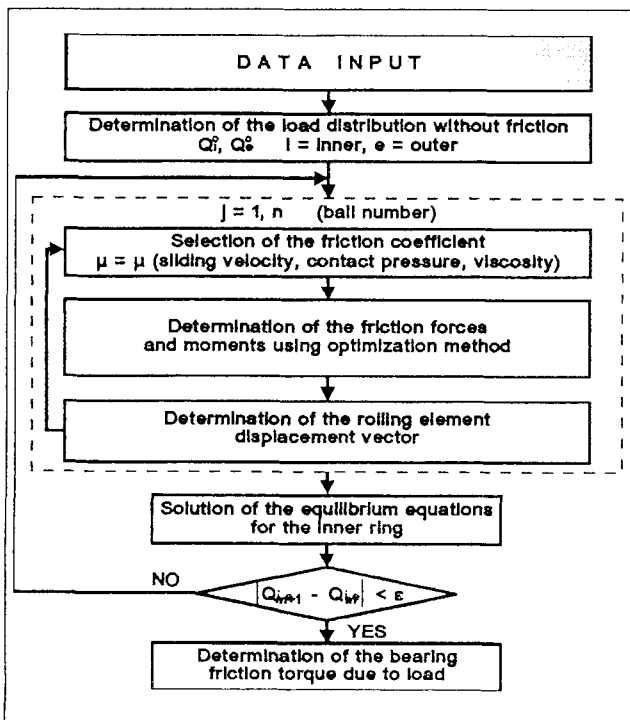 DATA INPUT
Determination of the load distribution without friction
i = inner, e = outer
j = 1, n (ball number)
Selection of the friction coefficient
μ = μ (sliding velocity, contact pressure, viscosity)
Determination of the friction forces
and moments using optimization method
Determination of the rolling element
displacement vector
Solution of the equilibrium equations
for the inner ring
NO
< ε
YES
Determination of the bearing
friction torque due to load